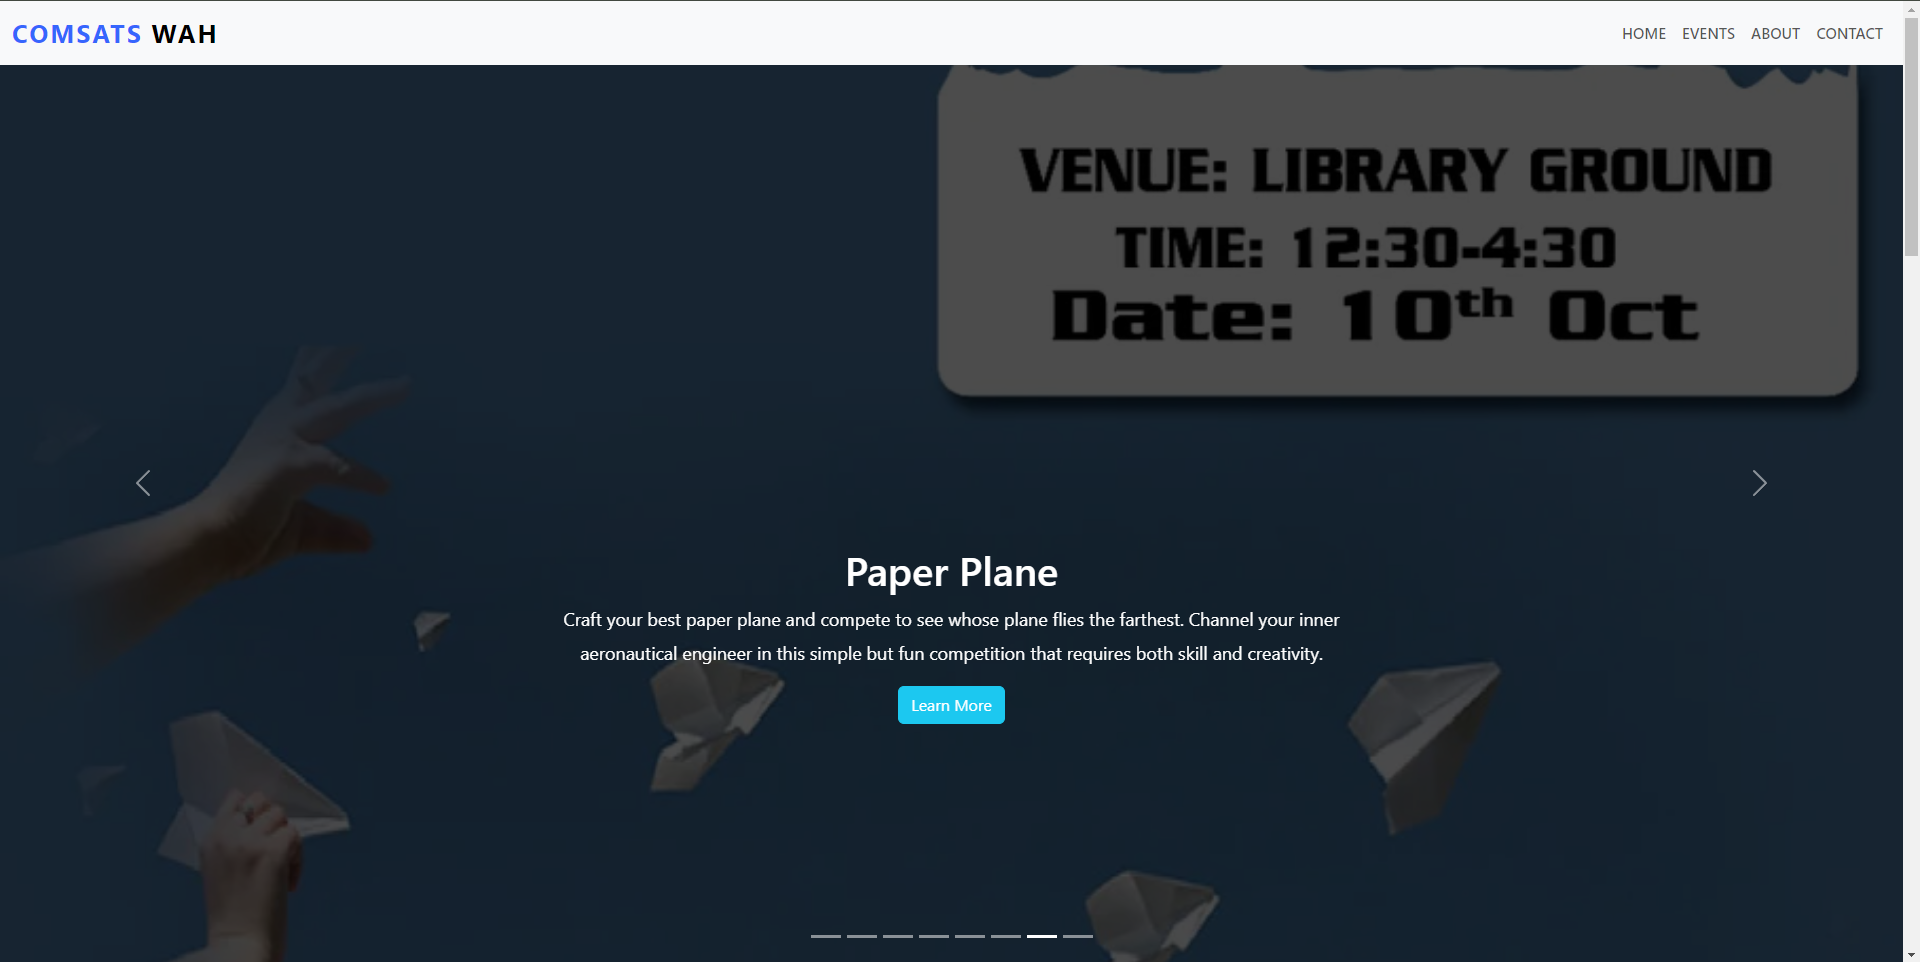 COMSATS WAH
HOME EVENTS ABOUT CONTACT
VENUE: LIBRARY GROUND
TIME: 12:30-4:30
Date: 10th Oct
Paper Plane
Craft your best paper plane and compete to see whose plane flies the farthest. Channel your inner
aeronautical engineer in this simple but fun competition that requires both skill and creativity.
Learn More